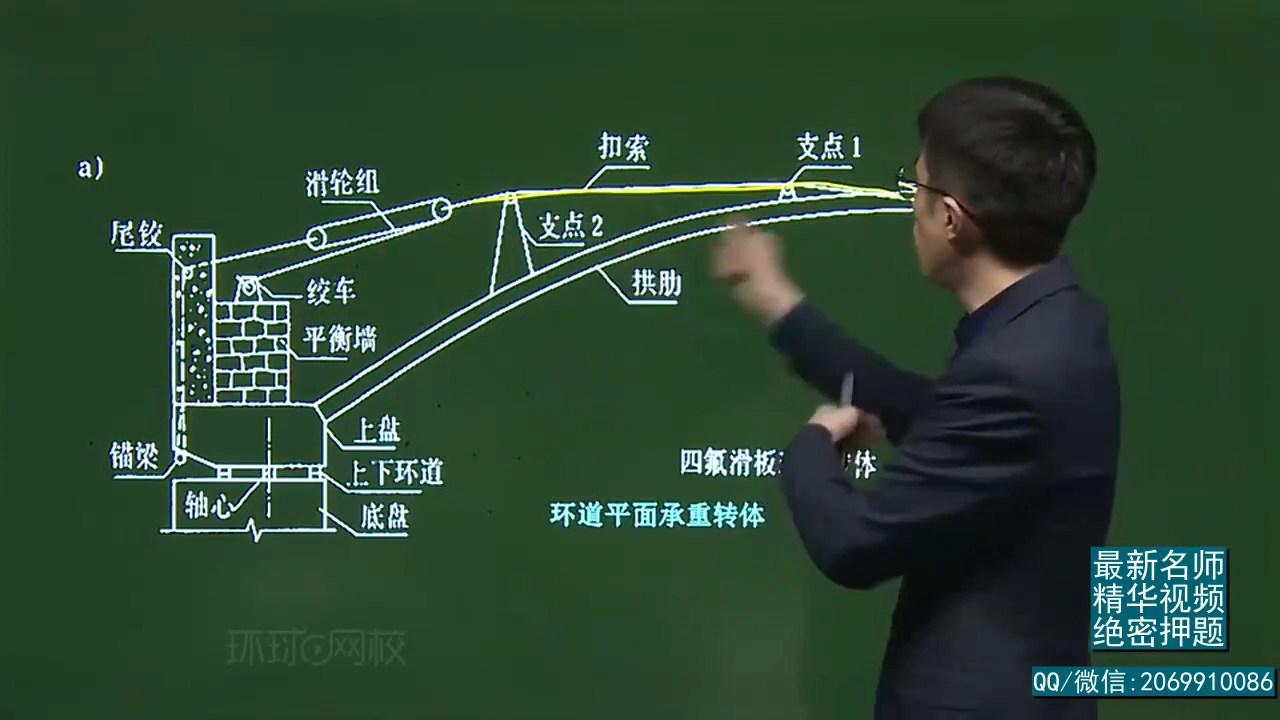 a)
扣索
支点1
滑轮组
尾铰
支点2
绞车
拱肋
平衡墙
上盘
锚梁
上下环道
四氟滑板
体
轴心
底盘
环道平面承重转体
环球网校
最新名师
精华视频
绝密押题
QQ/微信:2069910086